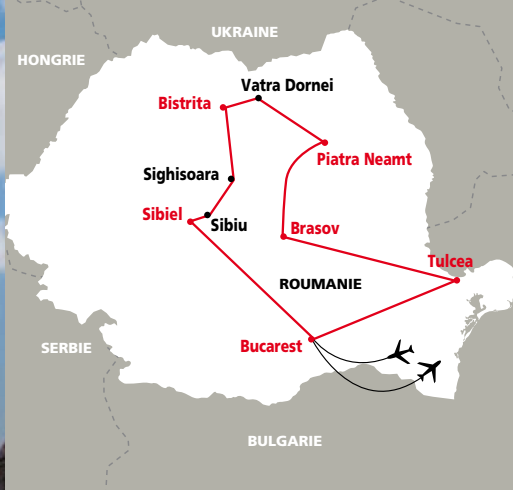 UKRAINE
HONGRIE
Vatra Dornei
Bistrita
Piatra Neamt
Sighisoara
Sibiel
Sibiu
Brasov
Tulcea
ROUMANIE
Bucarest
SERBIE
BULGARIE